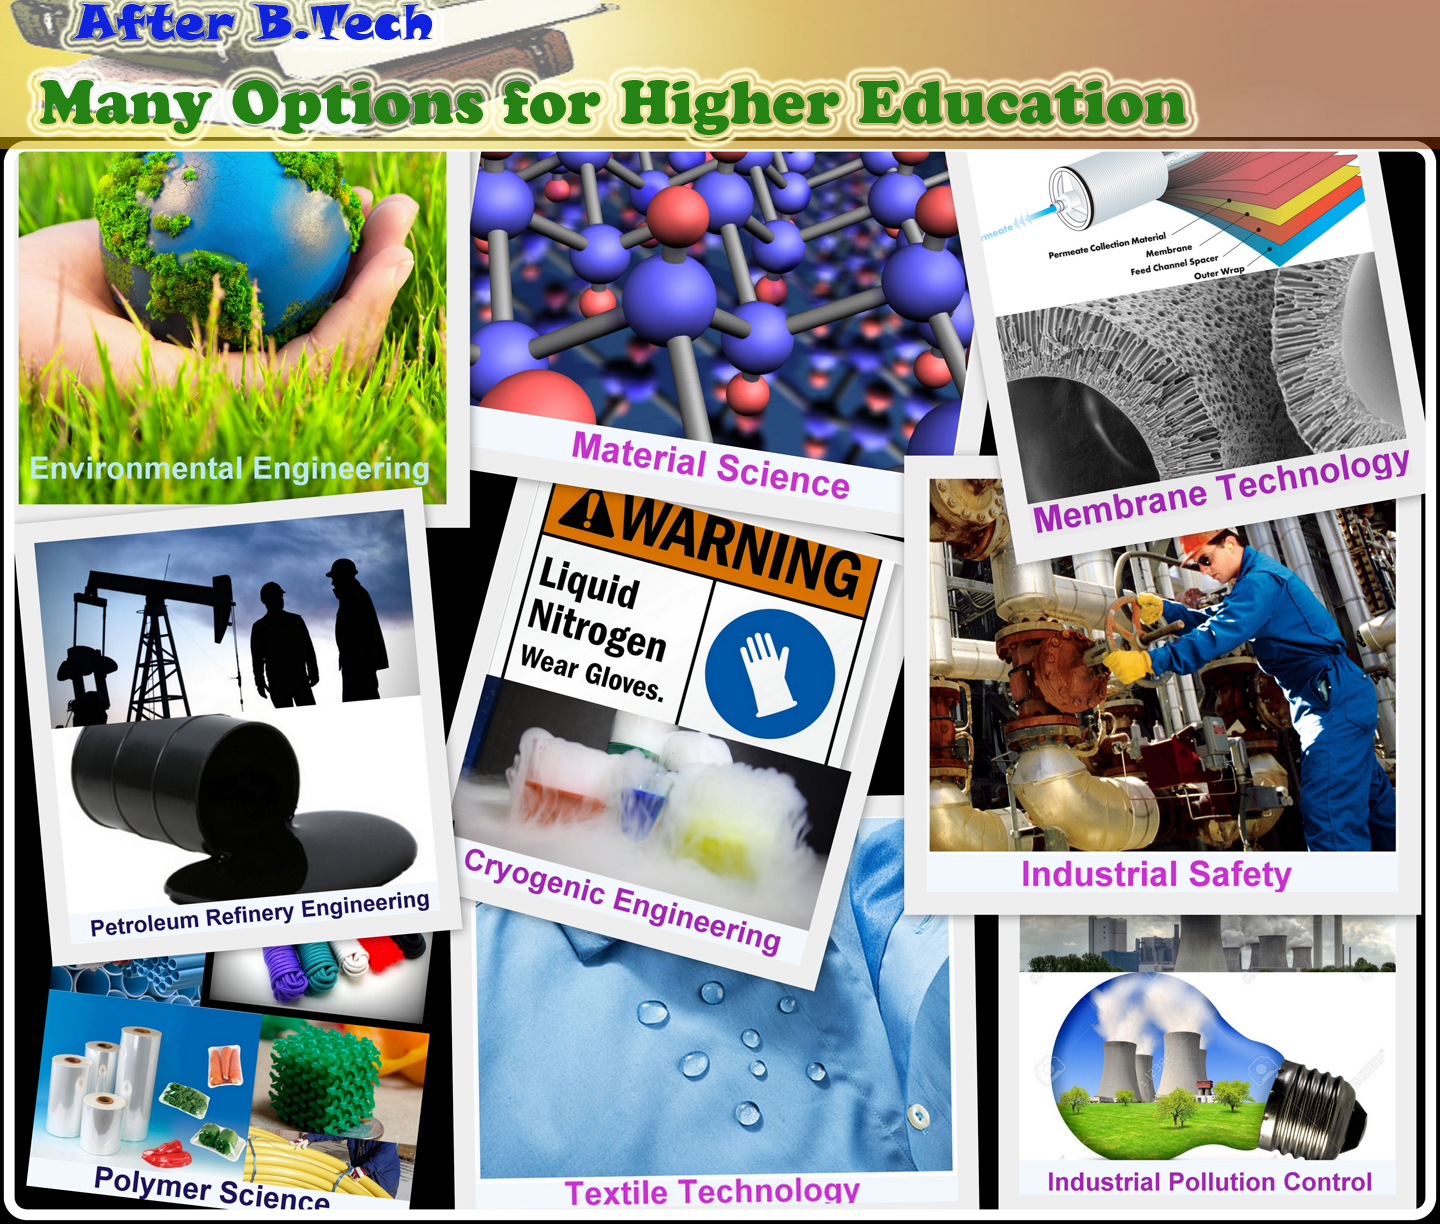 After B.Tech
Many Options for Higher Education
Permeate Collection Material
Membrane
Feed Channel Spacer
Outer Wrap
Environmental Engineering
Material Science
Membrane Technology
WARNING
Liquid
Nitrogen
Wear Gloves.
Petroleum Refinery Engineering
Cryogenic Engineering
Industrial Safety
Polymer Science
Textile Technology
Industrial Pollution Control